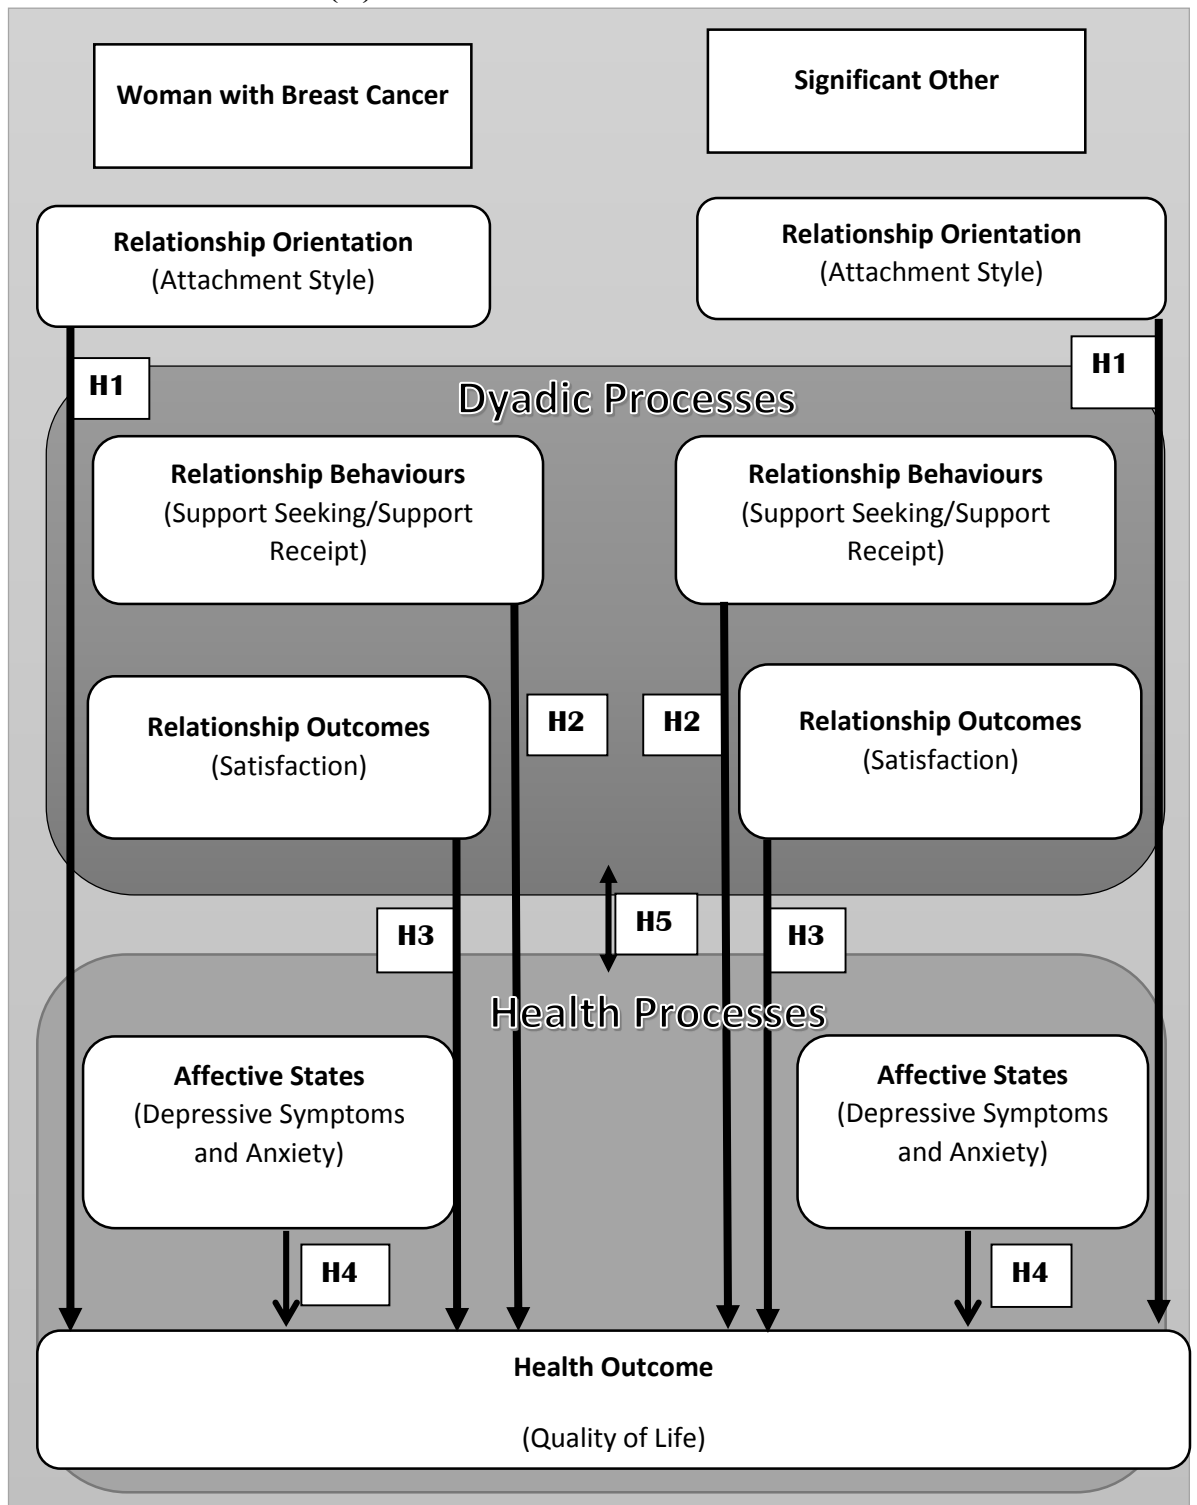 Woman with Breast Cancer
Significant Other
Relationship Orientation
(Attachment Style)
Relationship Orientation
(Attachment Style)
H1
H1
Dyadic Processes
Relationship Behaviours
(Support Seeking/Support
Receipt)
Relationship Behaviours
(Support Seeking/Support
Receipt)
Relationship Outcomes
(Satisfaction)
H2
H2
Relationship Outcomes
(Satisfaction)
H3
H5
H3
Health Processes
Affective States
(Depressive Symptoms
and Anxiety)
Affective States
(Depressive Symptoms
and Anxiety)
H4
H4
Health Outcome
(Quality of Life)